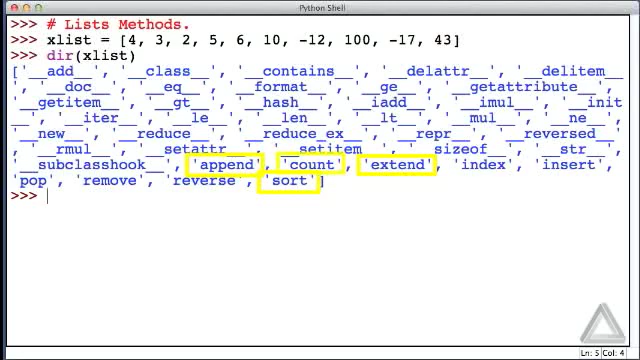 Python Shell
>>> # Lists Methods.
>>> xlist = [4, 3, 2, 5, 6, 10, -12, 100, -17, 43]
>>> dir(xlist)
['__add__', '__class__', '__contains__', '__delattr__', '__delitem__
', '__doc__', '__eq__', '__format__', '__ge__', '__getattribute__',
'__getitem__', '__gt__', '__hash__', '__iadd__', '__imul__', '__init
__', '__iter__', '__le__', '__len__', '__lt__', '__mul__', '__ne__',
'__new__', '__reduce__', '__reduce_ex__', '__repr__', '__reversed__'
, '__rmul__', '__setattr__', '__setitem__', '__sizeof__', '__str__',
'__subclasshook__', 'append', 'count', 'extend', 'index', 'insert',
'pop', 'remove', 'reverse', 'sort']
>>>
Ln: 5 Col: 4